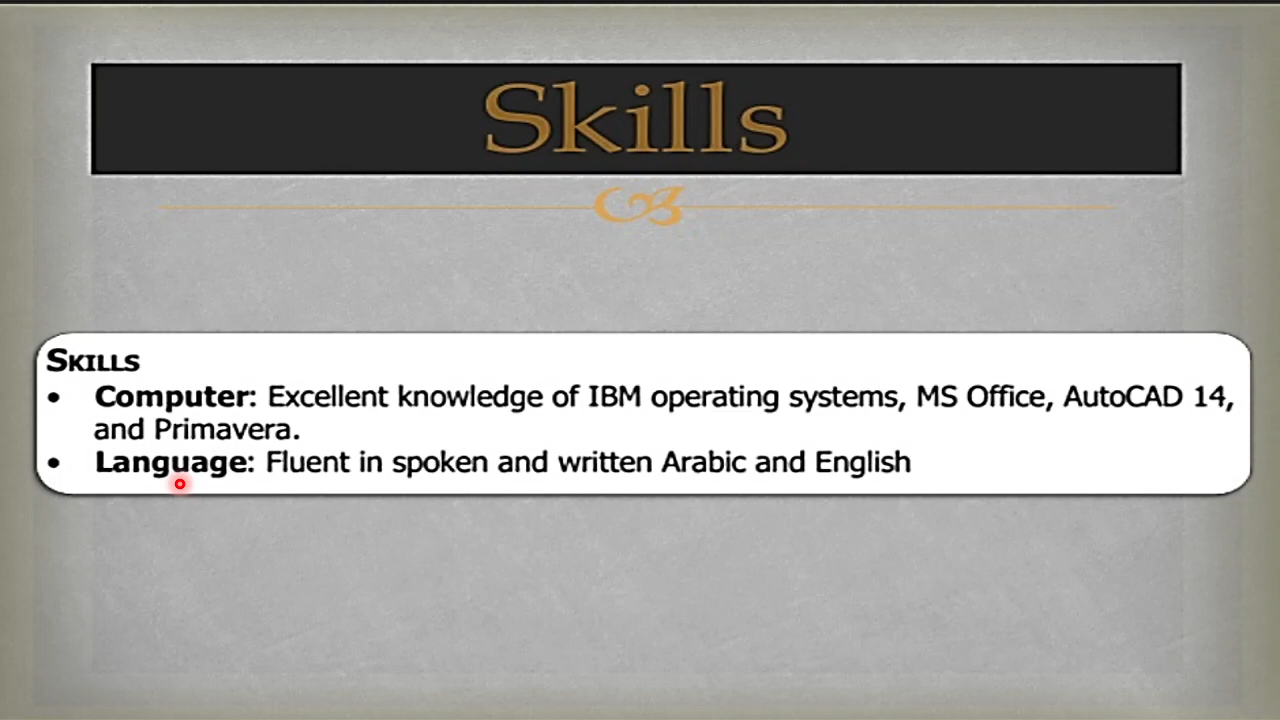 Skills
SKILLS
• Computer: Excellent knowledge of IBM operating systems, MS Office, AutoCAD 14,
and Primavera.
• Language: Fluent in spoken and written Arabic and English